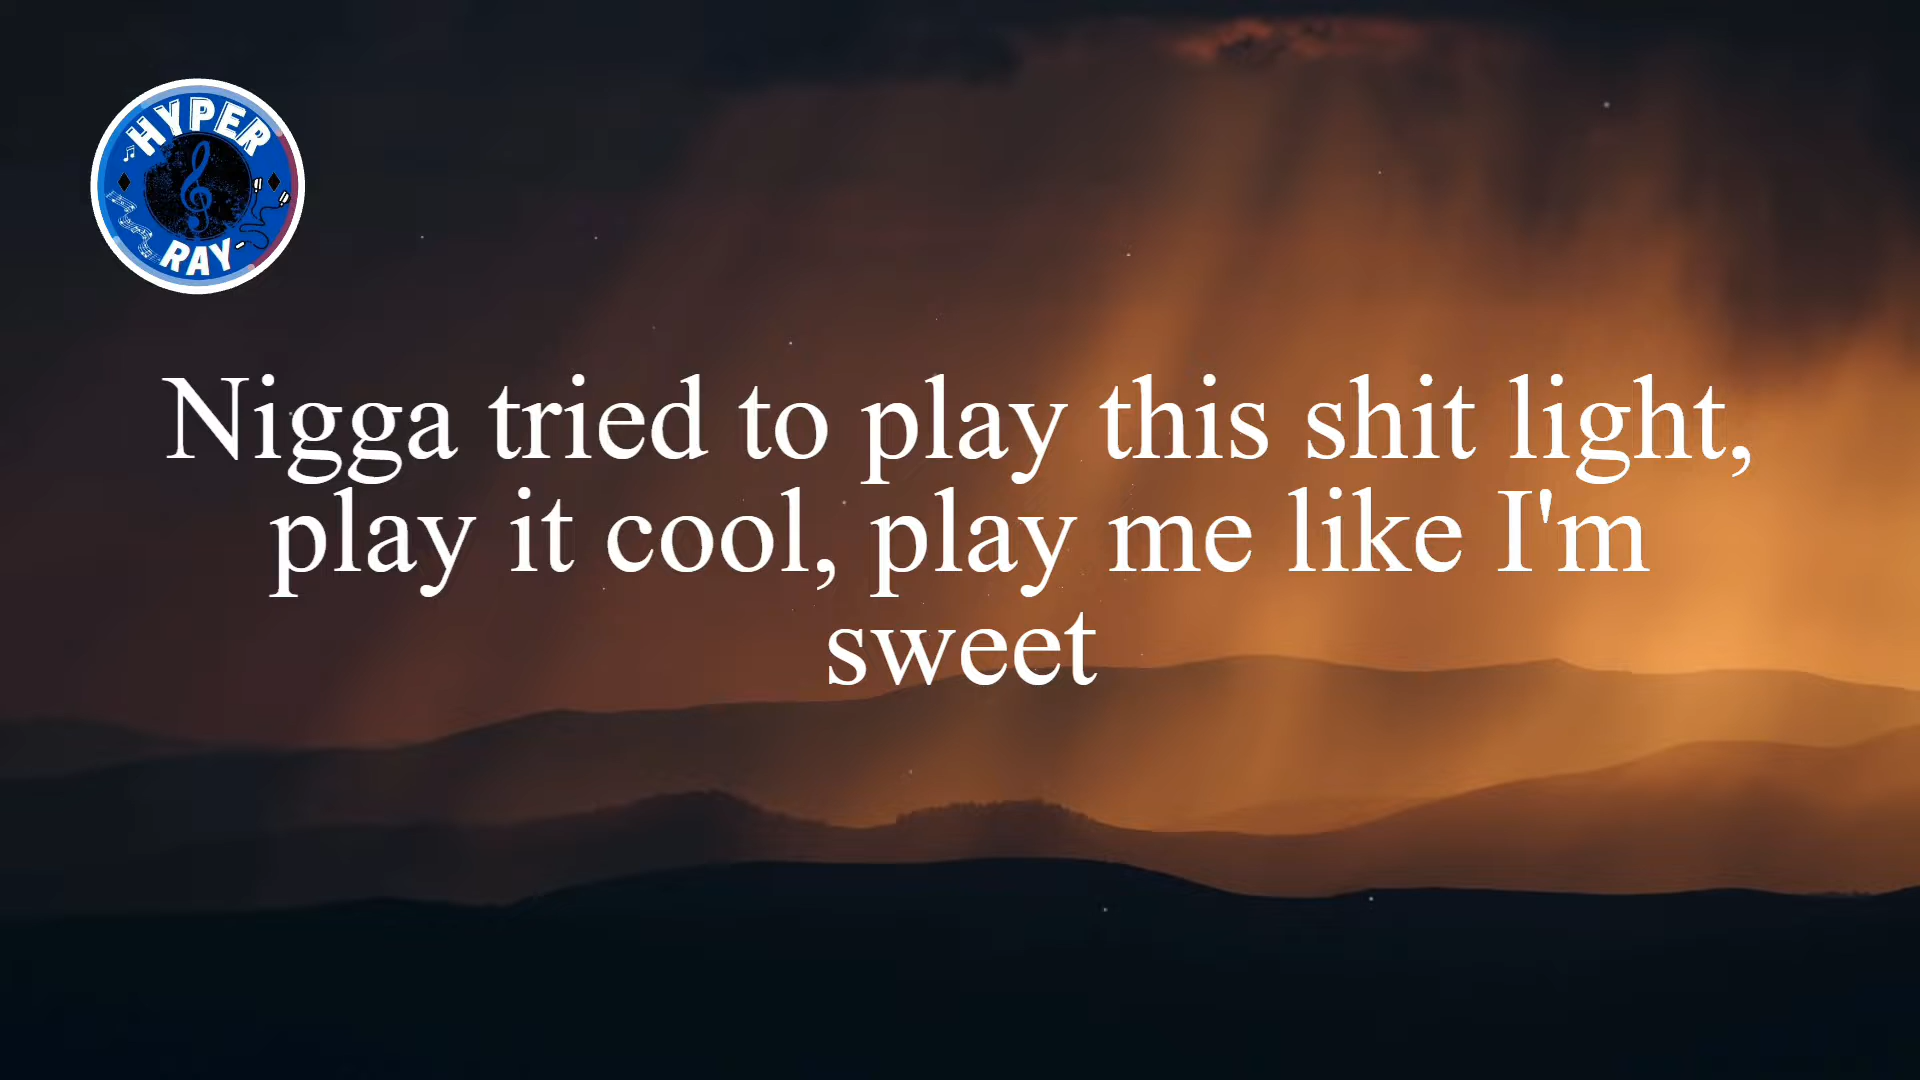 HYPER
RAY
Nigga tried to play this shit light,
play it cool, play me like I'm
sweet